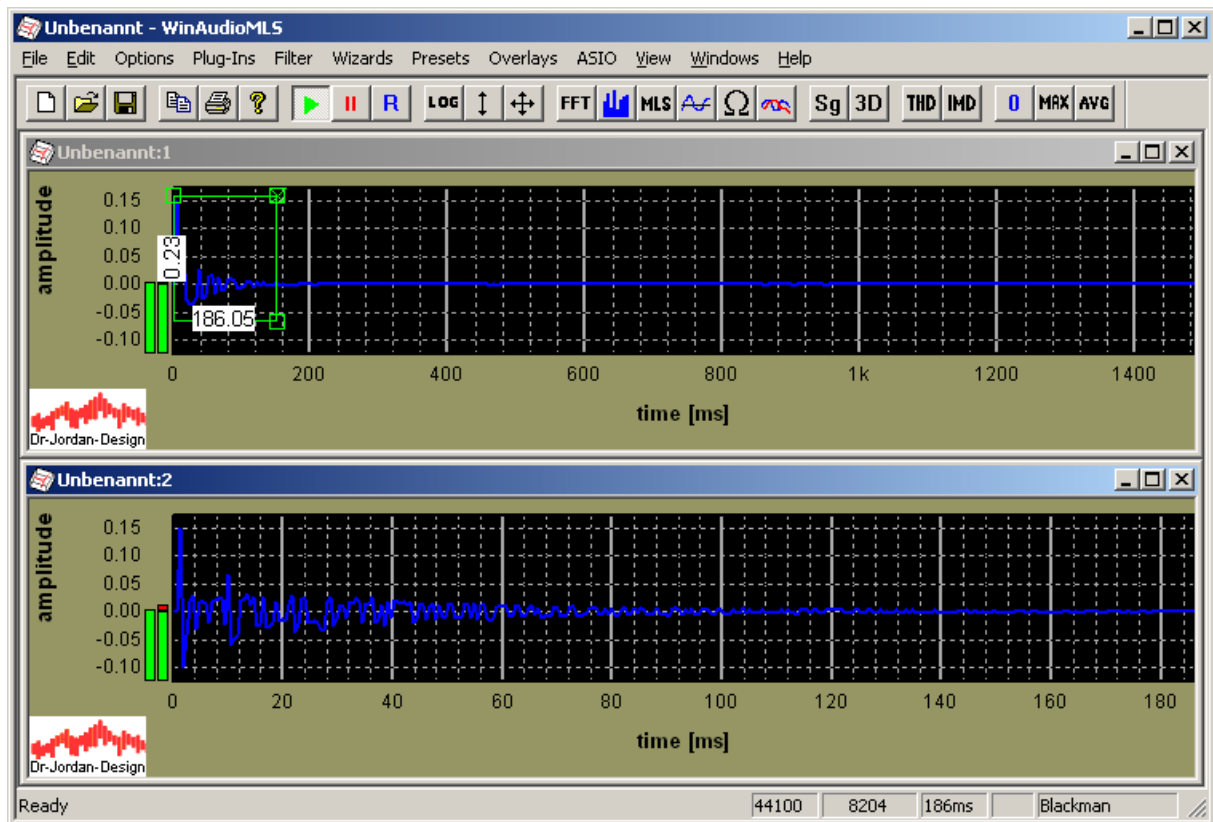 Unbenannt - WinAudioMLS
File Edit Options Plug-Ins Filter Wizards Presets Overlays ASIO View Windows Help
R LOG FFT MLS Ω Sg 3D THD IMD 0 MAX AVG
Unbenannt:1
amplitude
0.15
0.10
0.05
0.00
-0.05
-0.10
0.23
186.05
0 200 400 600 800 1k 1200 1400
time [ms]
Dr-Jordan-Design
Unbenannt:2
amplitude
0.15
0.10
0.05
0.00
-0.05
-0.10
0 20 40 60 80 100 120 140 160 180
time [ms]
Dr-Jordan-Design
Ready 44100 8204 186ms Blackman